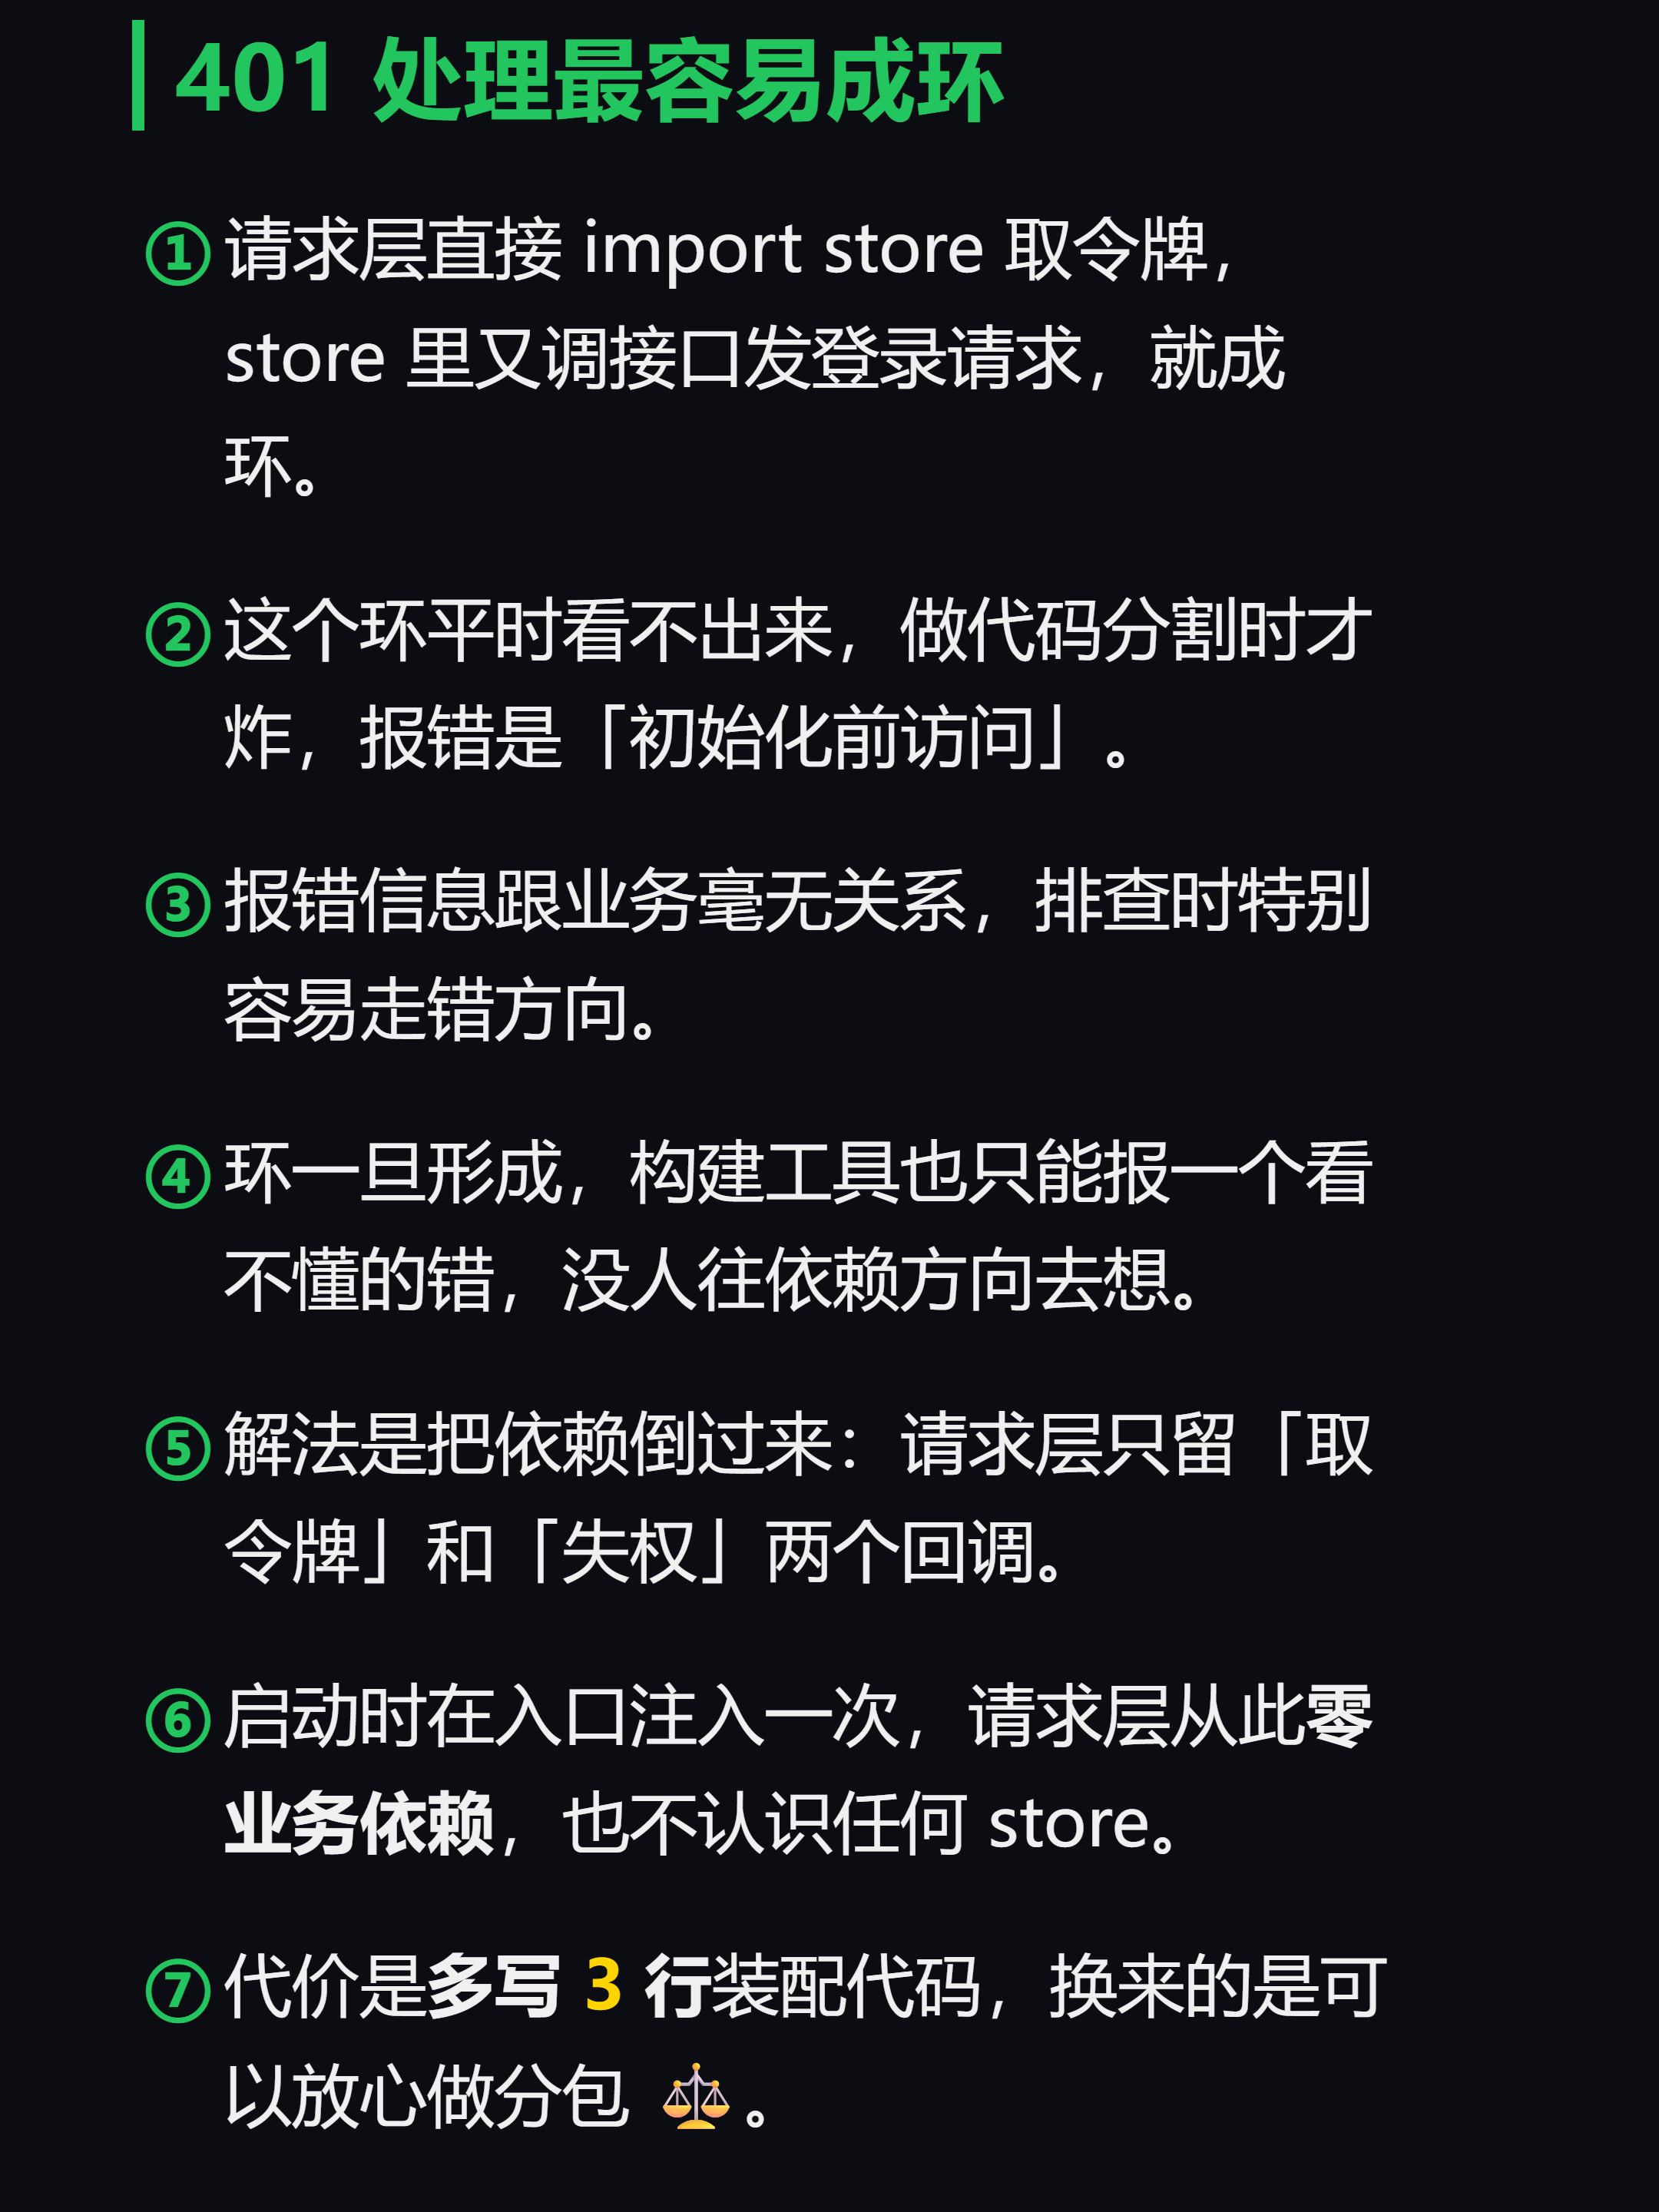 401 处理最容易成环
① 请求层直接 import store 取令牌，
store 里又调接口发登录请求，就成
环。
② 这个环平时看不出来，做代码分割时才
炸，报错是「初始化前访问」。
③ 报错信息跟业务毫无关系，排查时特别
容易走错方向。
④ 环一旦形成，构建工具也只能报一个看
不懂的错，没人往依赖方向去想。
⑤ 解法是把依赖倒过来：请求层只留「取
令牌」和「失权」两个回调。
⑥ 启动时在入口注入一次，请求层从此零
业务依赖，也不认识任何 store。
⑦ 代价是多写 3 行装配代码，换来的是可
以放心做分包 ⚖️。